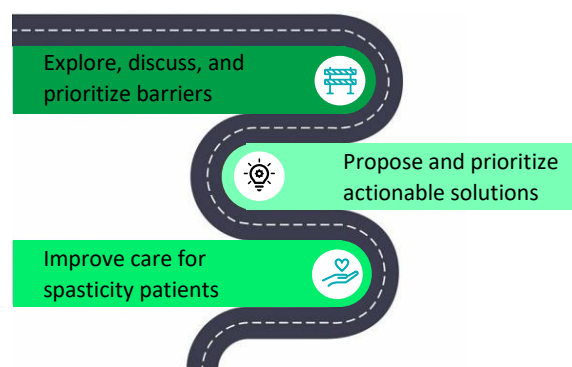 Explore, discuss, and
prioritize barriers
Propose and prioritize
actionable solutions
Improve care for
spasticity patients